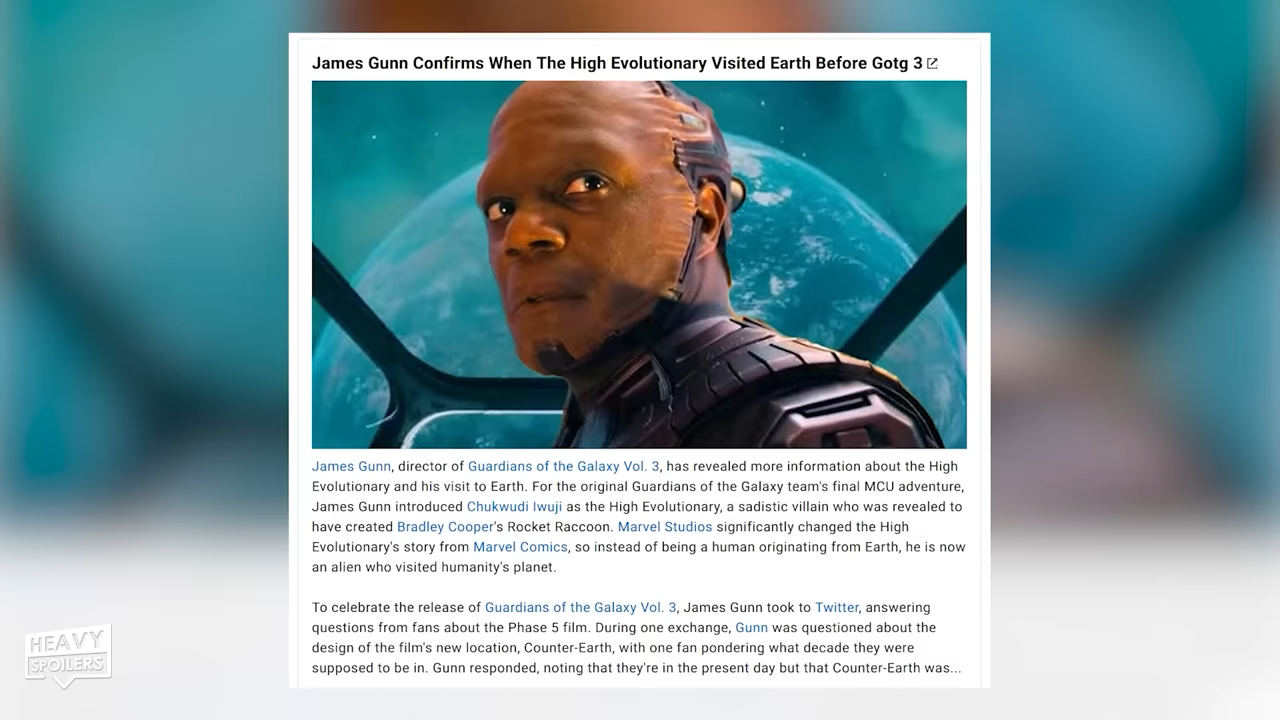 James Gunn Confirms When The High Evolutionary Visited Earth Before Gotg 3
James Gunn, director of Guardians of the Galaxy Vol. 3, has revealed more information about the High
Evolutionary and his visit to Earth. For the original Guardians of the Galaxy team's final MCU adventure,
James Gunn introduced Chukwudi Iwuji as the High Evolutionary, a sadistic villain who was revealed to
have created Bradley Cooper's Rocket Raccoon. Marvel Studios significantly changed the High
Evolutionary's story from Marvel Comics, so instead of being a human originating from Earth, he is now
an alien who visited humanity's planet.
To celebrate the release of Guardians of the Galaxy Vol. 3, James Gunn took to Twitter, answering
questions from fans about the Phase 5 film. During one exchange, Gunn was questioned about the
design of the film's new location, Counter-Earth, with one fan pondering what decade they were
supposed to be in. Gunn responded, noting that they're in the present day but that Counter-Earth was...
HEAVY
SPOILERS